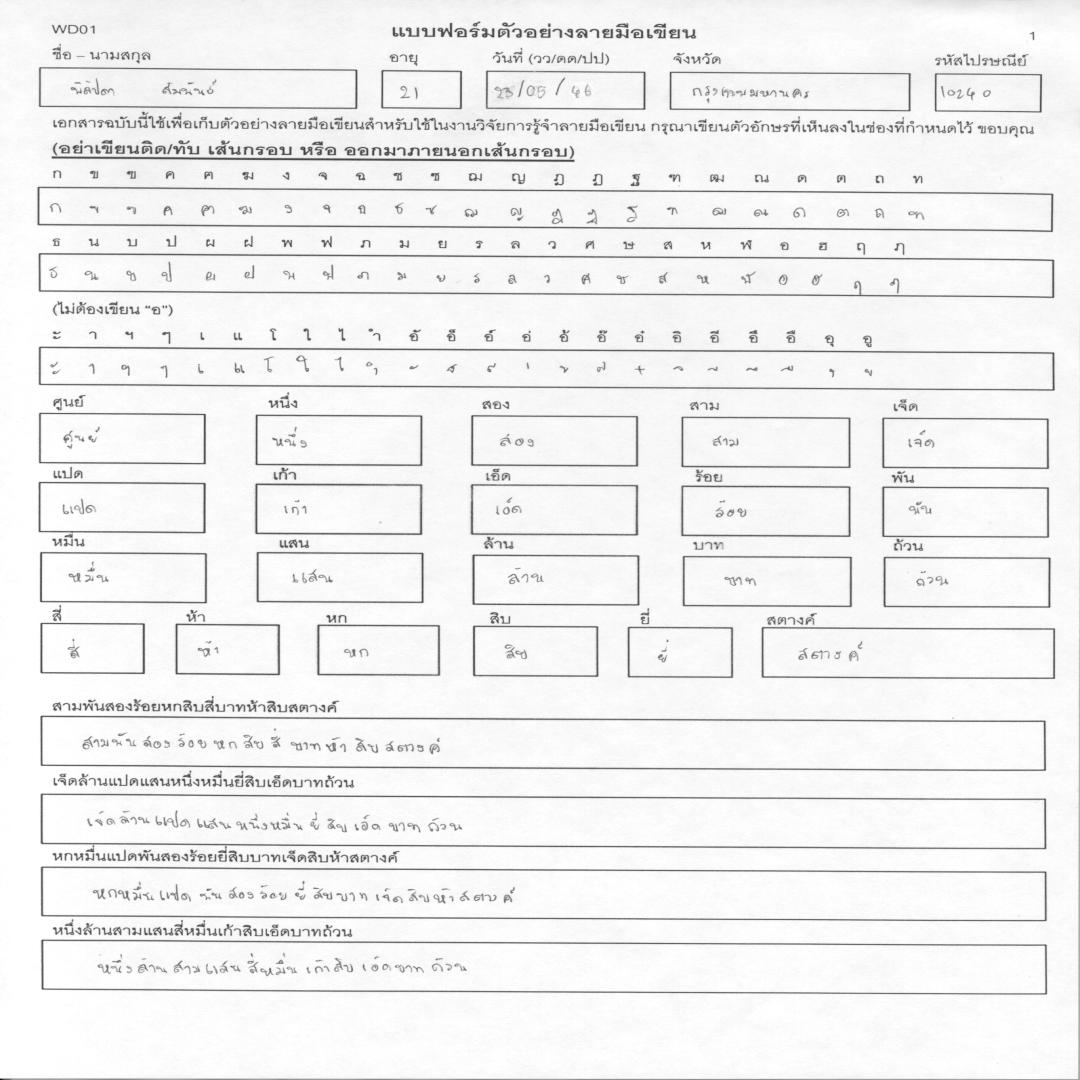 WD01 แบบฟอร์มตัวอย่างลายมือเขียน 1
ชื่อ – นามสกุล อายุ วันที่ (วว/ดด/ปป) จังหวัด รหัสไปรษณีย์
สัมพันธ์ 21 23/05/46 กรุงเทพมหานคร 10240
เอกสารฉบับนี้ใช้เพื่อเก็บตัวอย่างลายมือเขียนสำหรับใช้ในงานวิจัยการรู้จำลายมือเขียน กรุณาเขียนตัวอักษรที่เห็นลงในช่องที่กำหนดไว้ ขอบคุณ
(อย่าเขียนติด/ทับ เส้นกรอบ หรือ ออกมาภายนอกเส้นกรอบ)
ก ข ฃ ค ฅ ฆ ง จ ฉ ช ซ ฌ ญ ฎ ฏ ฐ ฑ ฒ ณ ด ต ถ ท
ก ข ฃ ค ฅ ฆ ง จ ฉ ช ซ ฌ ญ ฎ ฏ ฐ ฑ ฒ ณ ด ต ถ ท
ธ น บ ป ผ ฝ พ ฟ ภ ม ย ร ล ว ศ ษ ส ห ฬ อ ฮ ฤ ฦ
ธ น บ ป ผ ฝ พ ฟ ภ ม ย ร ล ว ศ ษ ส ห ฬ อ ฮ ฤ ฦ
(ไม่ต้องเขียน “อ”)
ะ า ฯ ๆ เ แ โ ใ ไ ำ อั อ็ อ์ อ่ อ้ อ๊ อ๋ อิ อี อึ อื อุ อู
ะ า ฯ ๆ เ แ โ ใ ไ ำ ั ็ ์ ่ ้ ๊ ๋ ิ ี ึ ื ุ ู
ศูนย์ หนึ่ง สอง สาม เจ็ด
ศูนย์ หนึ่ง สอง สาม เจ็ด
แปด เก้า เอ็ด ร้อย พัน
แปด เก้า เอ็ด ร้อย พัน
หมื่น แสน ล้าน บาท ถ้วน
หมื่น แสน ล้าน บาท ถ้วน
สี่ ห้า หก สิบ ยี่ สตางค์
สี่ ห้า หก สิบ ยี่ สตางค์
สามพันสองร้อยหกสิบสี่บาทห้าสิบสตางค์
สามพัน สอง ร้อย หก สิบ สี่ บาท ห้า สิบ สตางค์
เจ็ดล้านแปดแสนหนึ่งหมื่นยี่สิบเอ็ดบาทถ้วน
เจ็ด ล้าน แปด แสน หนึ่งหมื่น ยี่ สิบ เอ็ด บาท ถ้วน
หกหมื่นแปดพันสองร้อยยี่สิบบาทเจ็ดสิบห้าสตางค์
หกหมื่น แปด พัน สอง ร้อย ยี่ สิบบาท เจ็ด สิบห้า สตางค์
หนึ่งล้านสามแสนสี่หมื่นเก้าสิบเอ็ดบาทถ้วน
หนึ่ง ล้าน สาม แสน สี่หมื่น เก้า สิบ เอ็ด บาท ถ้วน